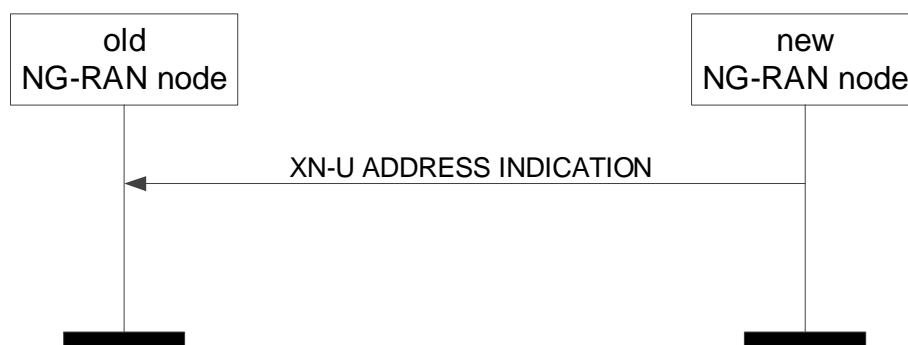 old
NG-RAN node
new
NG-RAN node
XN-U ADDRESS INDICATION